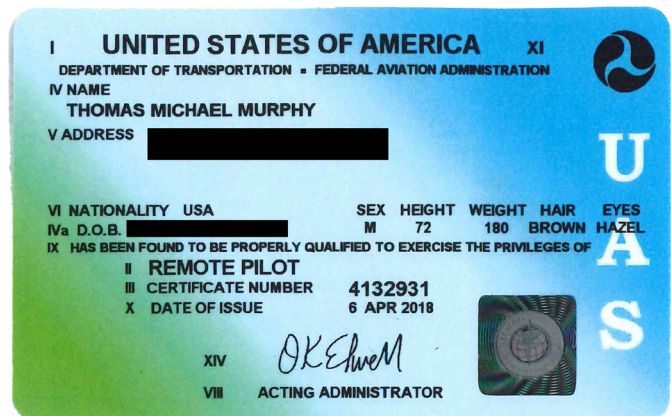 I UNITED STATES OF AMERICA XI
DEPARTMENT OF TRANSPORTATION ▪ FEDERAL AVIATION ADMINISTRATION
IV NAME
THOMAS MICHAEL MURPHY
V ADDRESS
VI NATIONALITY USA SEX HEIGHT WEIGHT HAIR EYES
IVa D.O.B. M 72 180 BROWN HAZEL
IX HAS BEEN FOUND TO BE PROPERLY QUALIFIED TO EXERCISE THE PRIVILEGES OF
II REMOTE PILOT
III CERTIFICATE NUMBER 4132931
X DATE OF ISSUE 6 APR 2018
XIV
VIII ACTING ADMINISTRATOR
UAS